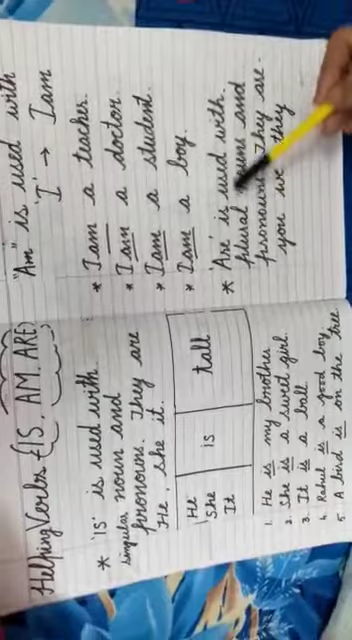 Helping Verbs {IS, AM, ARE}
* 'IS' is used with
singular noun and
pronouns. They are
He, she it.
He
She is tall
It
1. He is my brother
2. She is a sweet girl.
3. It is a ball
4. Rahul is a good boy
5. A bird is on the tree
"Am" is used with
'I' → I am
* I am a teacher.
* I am a doctor.
* I am a student.
* I am a boy.
* 'Are' is used with
plural nouns and
pronouns. They are-
you we they